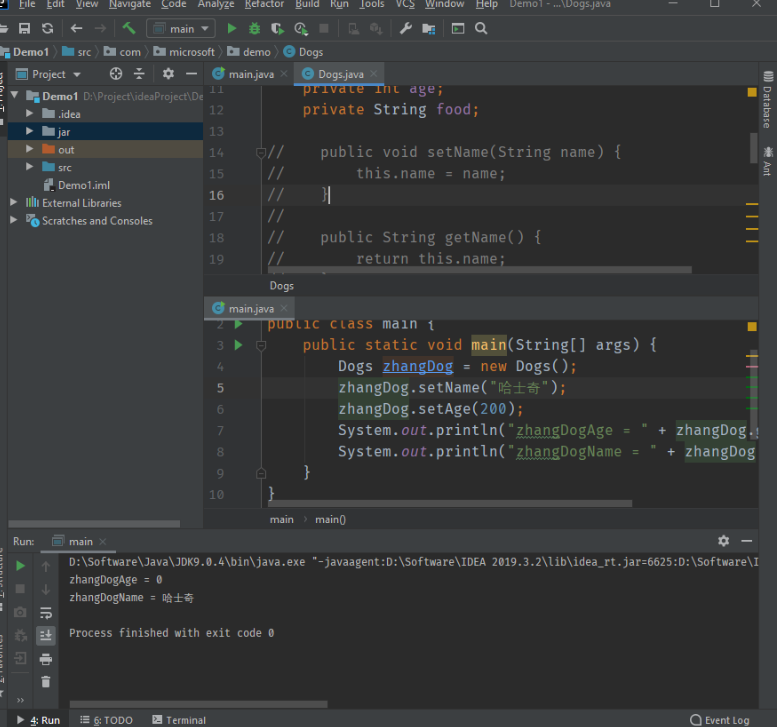 File Edit View Navigate Code Analyze Refactor Build Run Tools VCS Window Help Demo1 - ...\Dogs.java
main
Demo1 src com microsoft demo Dogs
Project
Demo1 D:\Project\ideaProject\De
.idea
jar
out
src
Demo1.iml
External Libraries
Scratches and Consoles
main.java Dogs.java
11 private int age;
12 private String food;
13
14 // public void setName(String name) {
15 // this.name = name;
16 // }
17 //
18 // public String getName() {
19 // return this.name;
Dogs
main.java
2 public class main {
3 public static void main(String[] args) {
4 Dogs zhangDog = new Dogs();
5 zhangDog.setName("哈士奇");
6 zhangDog.setAge(200);
7 System.out.println("zhangDogAge = " + zhangDog.
8 System.out.println("zhangDogName = " + zhangDog
9 }
10 }
main main()
Database
Ant
Run: main
D:\Software\Java\JDK9.0.4\bin\java.exe "-javaagent:D:\Software\IDEA 2019.3.2\lib\idea_rt.jar=6625:D:\Software\I
zhangDogAge = 0
zhangDogName = 哈士奇
Process finished with exit code 0
4: Run 6: TODO Terminal Event Log